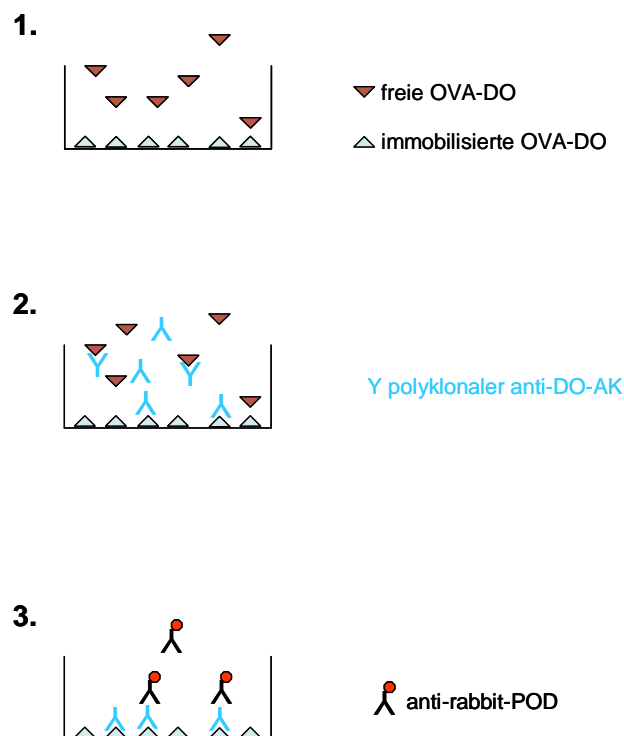 1.
freie OVA-DO
immobilisierte OVA-DO
2.
Y polyklonaler anti-DO-AK
3.
anti-rabbit-POD